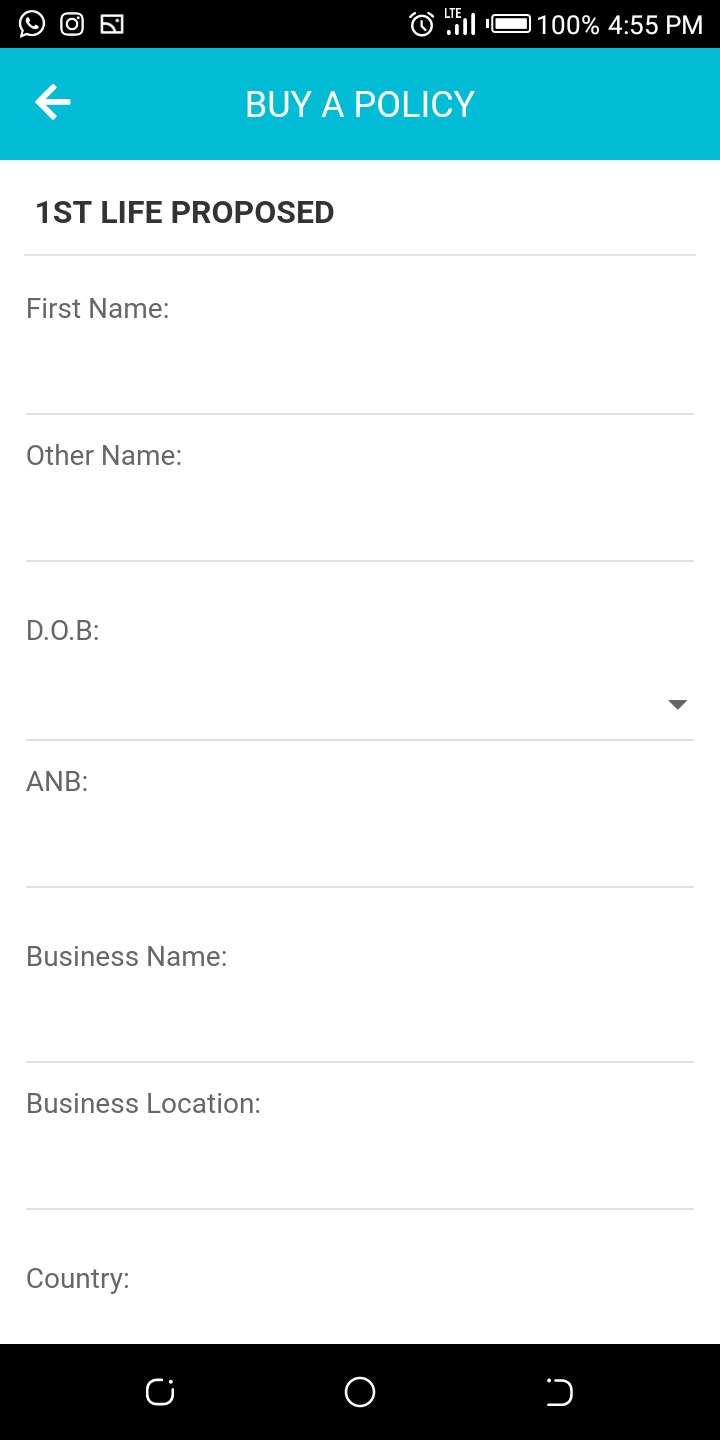 LTE 100% 4:55 PM
BUY A POLICY
1ST LIFE PROPOSED
First Name:
Other Name:
D.O.B:
ANB:
Business Name:
Business Location:
Country: